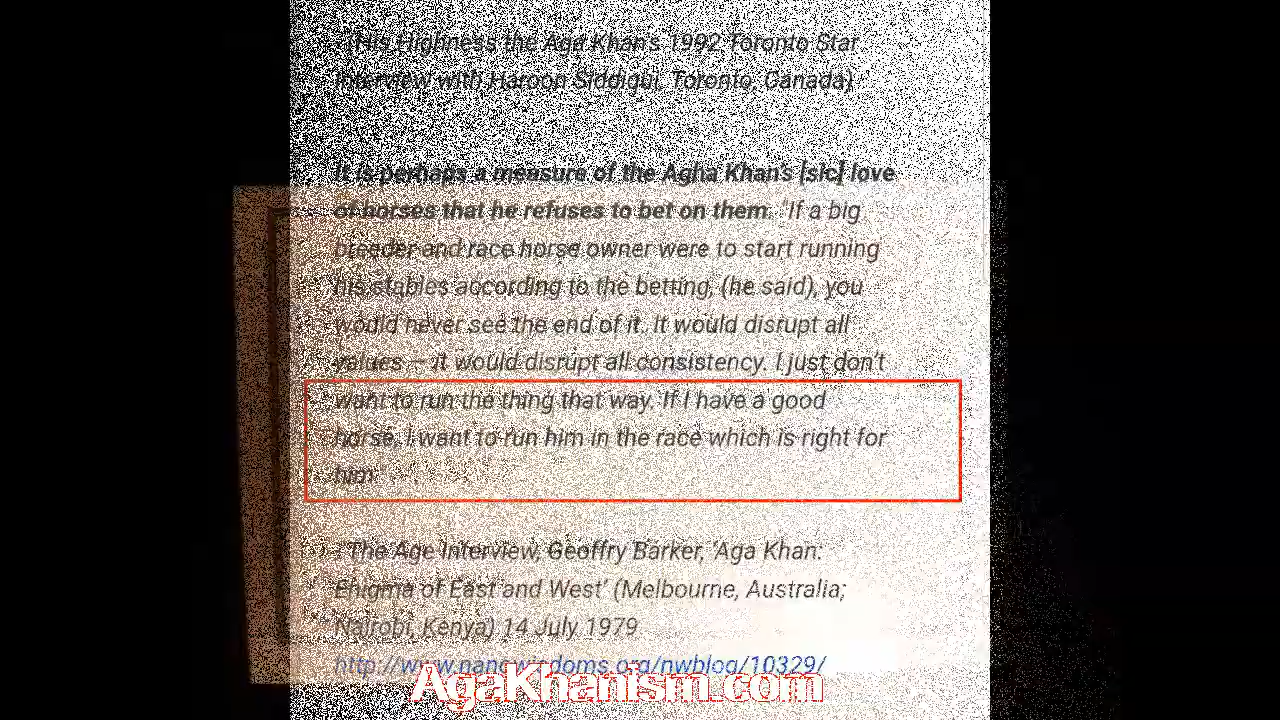 (His Highness the Aga Khan's 1992 Toronto Star
Interview with Haroon Siddiqui, Toronto, Canada)
It is perhaps a measure of the Agha Khan's [sic] love
of horses that he refuses to bet on them. "If a big
breeder and race horse owner were to start running
his stables according to the betting, (he said), you
would never see the end of it. It would disrupt all
values — it would disrupt all consistency. I just don't
want to run the thing that way. If I have a good
horse, I want to run him in the race which is right for
him."
- The Age Interview, Geoffry Barker, 'Aga Khan:
Enigma of East and West' (Melbourne, Australia;
Nairobi, Kenya) 14 July 1979
http://www.nanowisdoms.org/nwblog/10329/
AgaKhanism.com